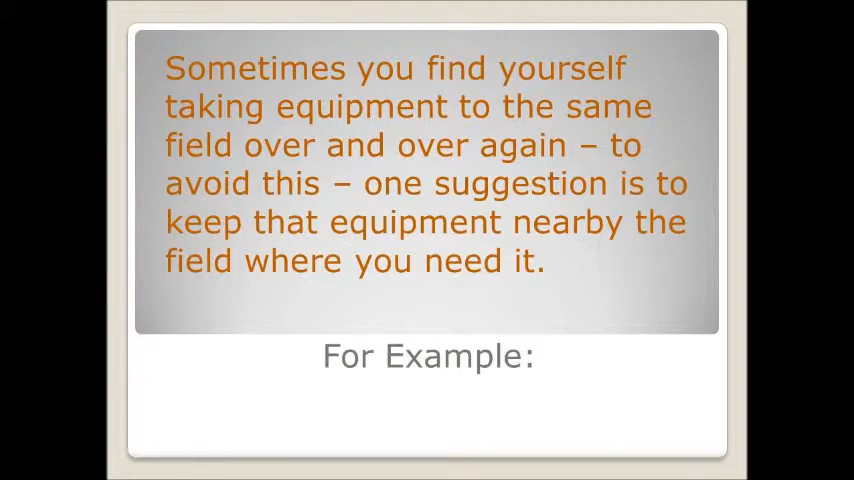 Sometimes you find yourself
taking equipment to the same
field over and over again – to
avoid this – one suggestion is to
keep that equipment nearby the
field where you need it.
For Example: